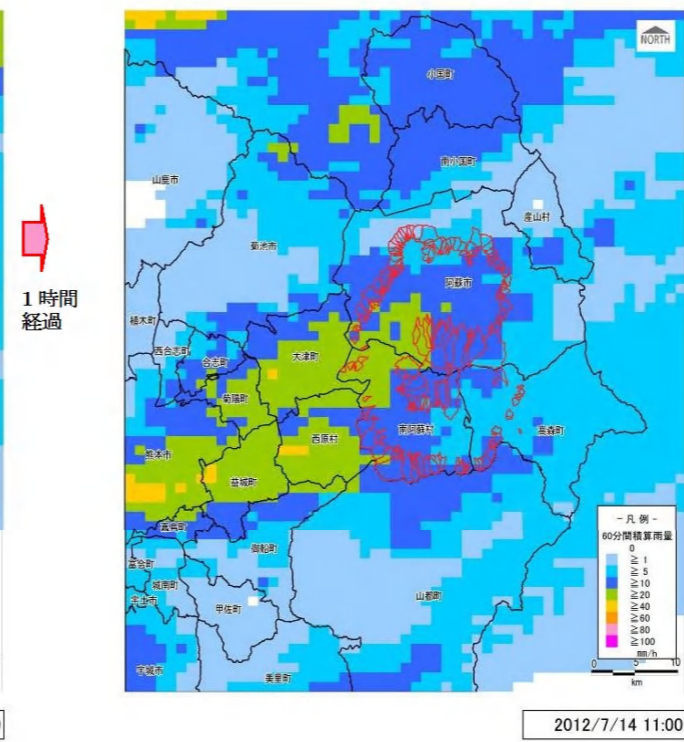 NORTH
小国町
南小国町
山鹿市
産山村
菊池市
阿蘇市
1 時間
経過
植木町
西合志町
合志町
大津町
菊陽町
西原村
南阿蘇村
高森町
熊本市
益城町
嘉島町
御船町
富合町
城南町
宇土市
甲佐町
山都町
宇城市
美里町
- 凡 例 -
60分間積算雨量
0
≧ 1
≧ 5
≧10
≧20
≧40
≧60
≧80
≧100
mm/h
0 5 10
km
2012/7/14 11:00